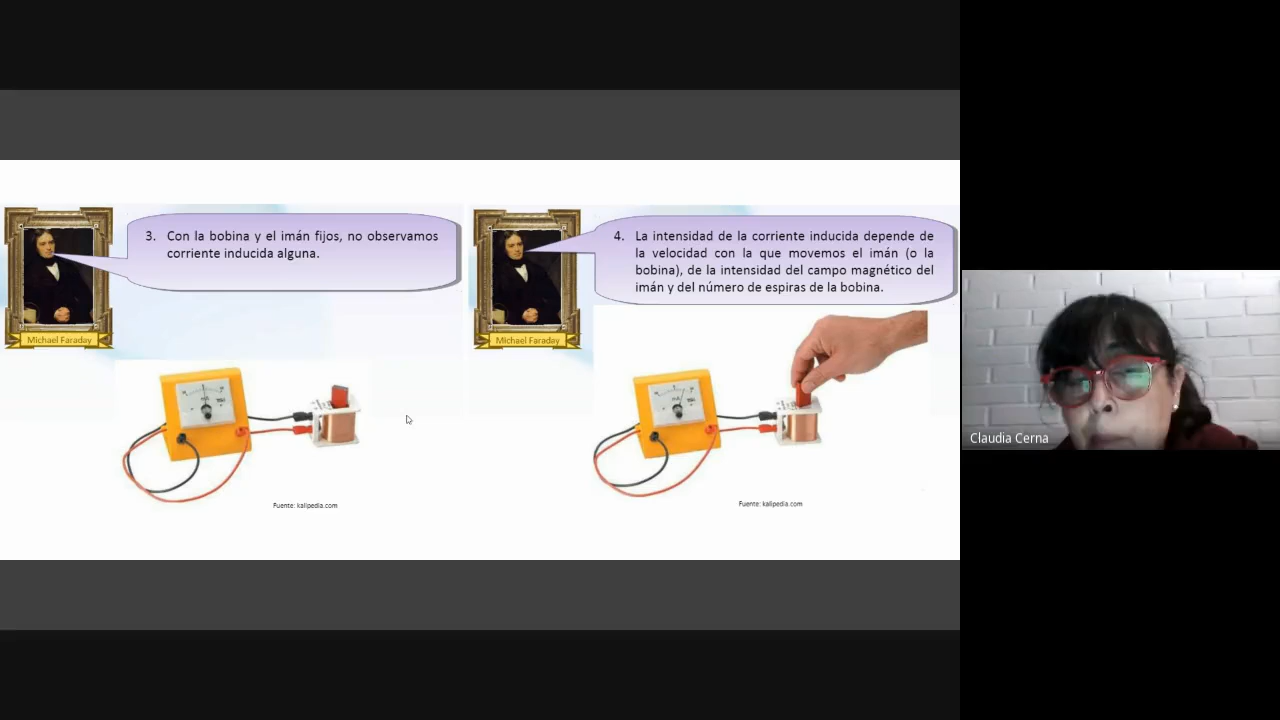 3. Con la bobina y el imán fijos, no observamos
corriente inducida alguna.
Michael Faraday
Fuente: kalipedia.com
4. La intensidad de la corriente inducida depende de
la velocidad con la que movemos el imán (o la
bobina), de la intensidad del campo magnético del
imán y del número de espiras de la bobina.
Michael Faraday
Fuente: kalipedia.com
Claudia Cerna